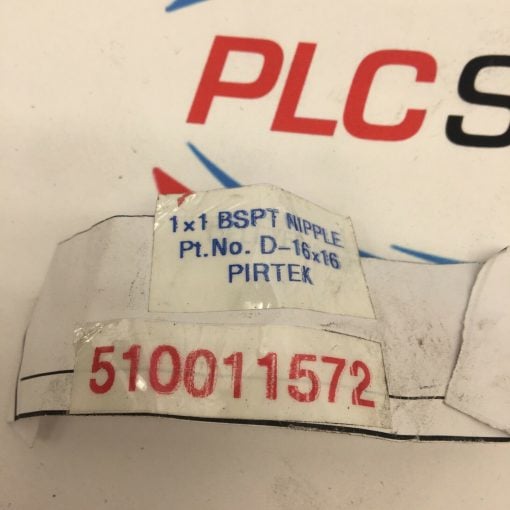 PLC S
1x1 BSPT NIPPLE
Pt.No. D-16x16
PIRTEK
510011572